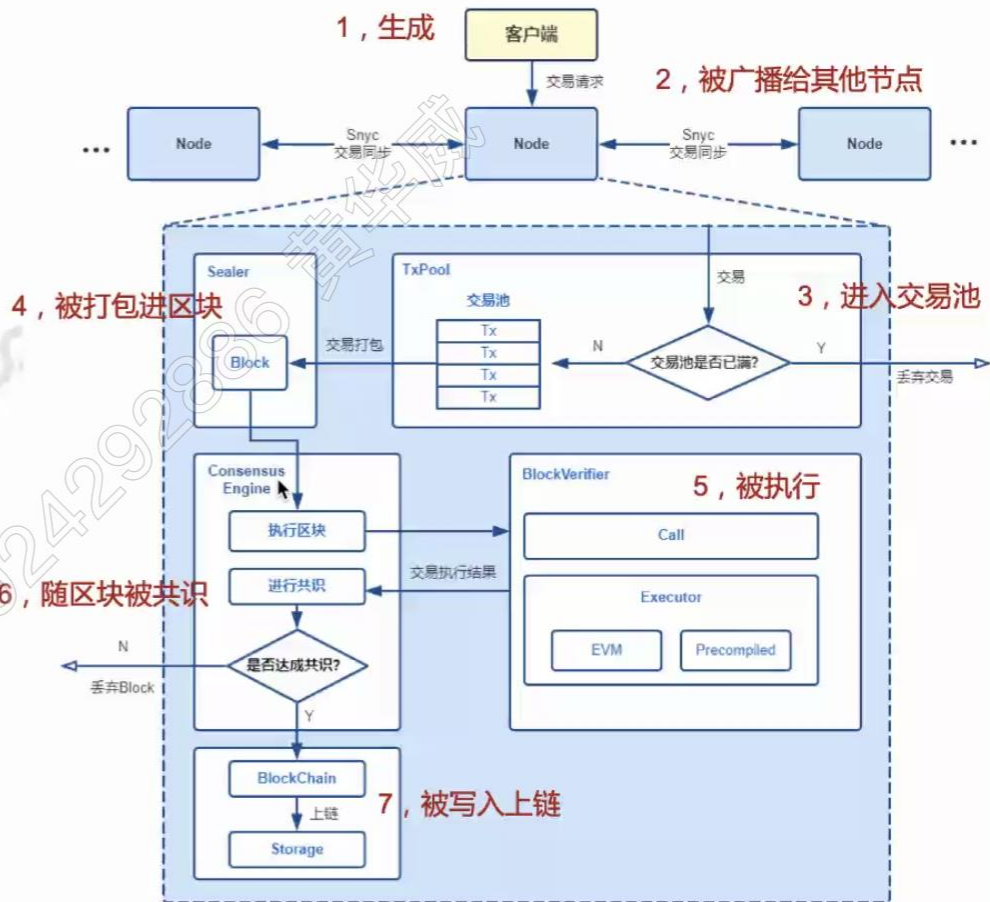 1，生成
客户端
交易请求
2，被广播给其他节点
...
Node
Snyc
交易同步
Node
Snyc
交易同步
Node
...
Sealer
TxPool
交易
4，被打包进区块
交易池
3，进入交易池
Block
交易打包
Tx
Tx
Tx
Tx
N
交易池是否已满?
Y
丢弃交易
Consensus
Engine
BlockVerifier
5，被执行
执行区块
Call
交易执行结果
6，随区块被共识
进行共识
Executor
N
丢弃Block
是否达成共识?
EVM
Precompiled
Y
BlockChain
7，被写入上链
上链
Storage
924292886 黄华威